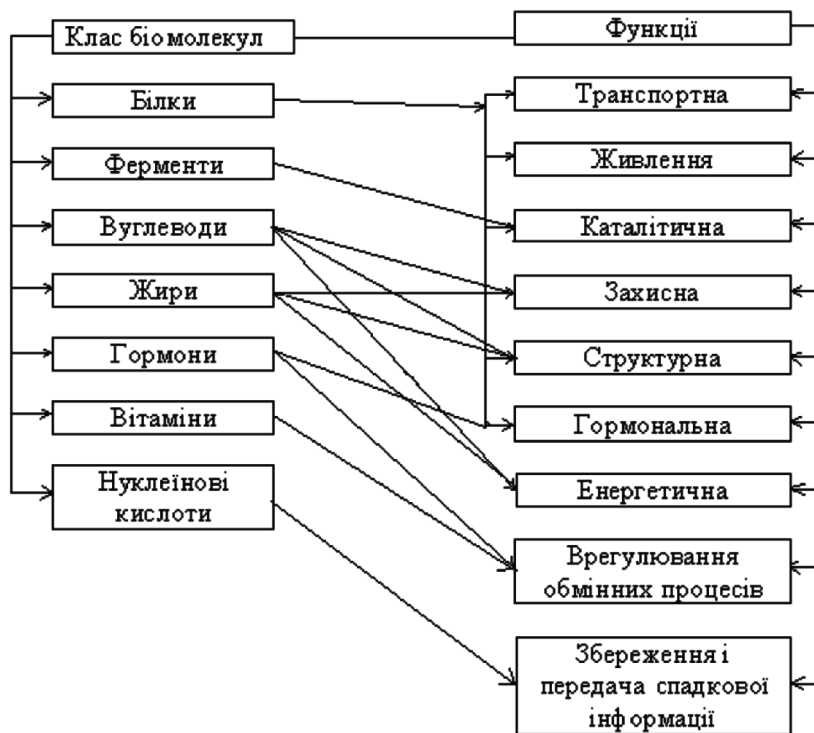 Клас біомолекул
Функції
Білки
Транспортна
Живлення
Ферменти
Каталітична
Вуглеводи
Жири
Захисна
Гормони
Структурна
Вітаміни
Гормональна
Нуклеїнові
кислоти
Енергетична
Врегулювання
обмінних процесів
Збереження і
передача спадкової
інформації